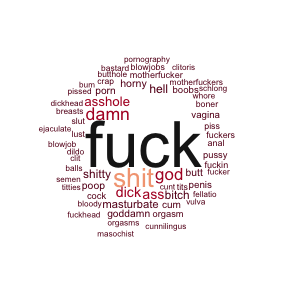 pornography
bastard blowjobs clitoris
butthole motherfucker
bum crap horny motherfuckers
pissed porn hell boobs schlong
whore
dickhead asshole boner
breasts damn vagina
slut piss
ejaculate lust fuck fuckers
anal
blowjob
dildo pussy
clit fuckin
balls shitty shit god butt fucker
semen poop cunt tits penis
titties dick ass bitch fellatio
cock
bloody masturbate cum vulva
fuckhead goddamn orgasm
orgasms cunnilingus
masochist